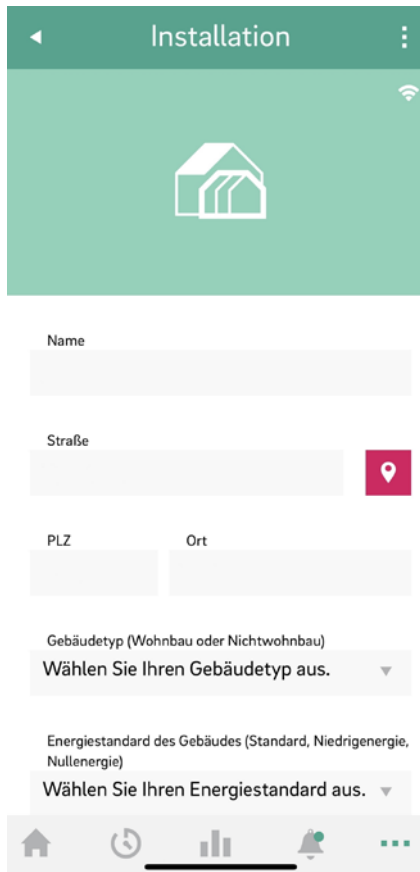 Installation
Name
Straße
PLZ
Ort
Gebäudetyp (Wohnbau oder Nichtwohnbau)
Wählen Sie Ihren Gebäudetyp aus.
Energiestandard des Gebäudes (Standard, Niedrigenergie,
Nullenergie)
Wählen Sie Ihren Energiestandard aus.